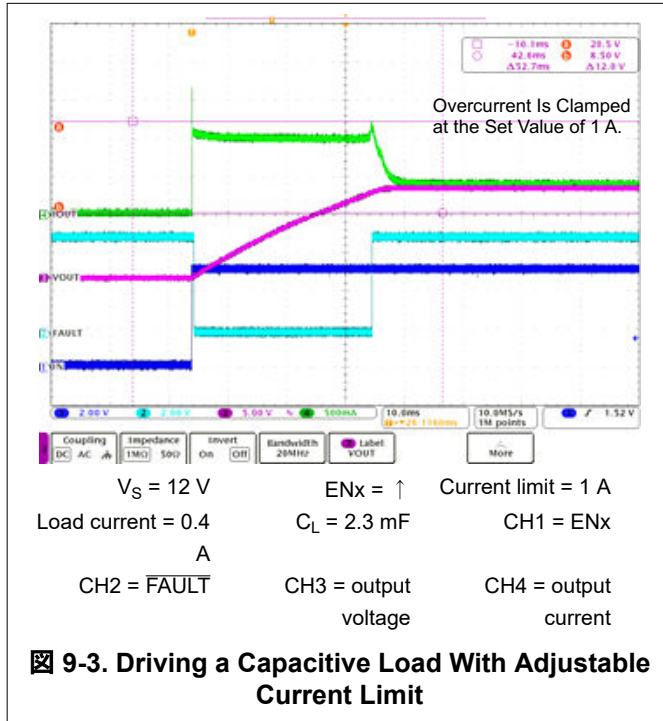 -10.1ms 20.5 V
42.6ms 8.50 V
Δ52.7ms Δ12.0 V
Overcurrent Is Clamped
at the Set Value of 1 A.
IOUT
VOUT
FAULT
2.00 V 2.00 V 5.00 V 500mA 10.0ms 10.0MS/s 1.52 V
1M points
Coupling Impedance Invert Bandwidth Label More
DC AC 1MΩ 50Ω On Off 20MHz VOUT
V_S = 12 V ENx = ↑ Current limit = 1 A
Load current = 0.4 A C_L = 2.3 mF CH1 = ENx
CH2 = F̅A̅U̅L̅T̅ CH3 = output voltage CH4 = output current
図 9-3. Driving a Capacitive Load With Adjustable
Current Limit